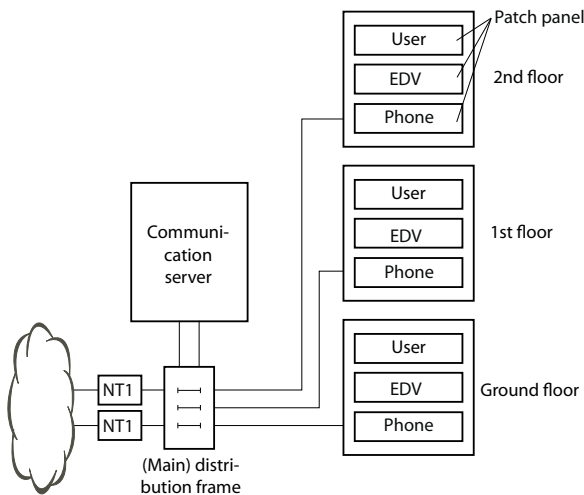 Patch panel
User
EDV
Phone
2nd floor
User
EDV
Phone
1st floor
Communi-
cation
server
User
EDV
Phone
Ground floor
NT1
NT1
(Main) distri-
bution frame